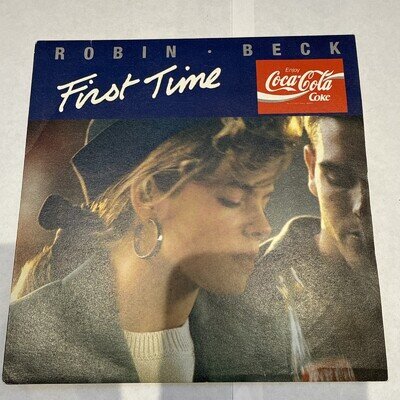 ROBIN · BECK
First Time
Enjoy
Coca-Cola
Coke